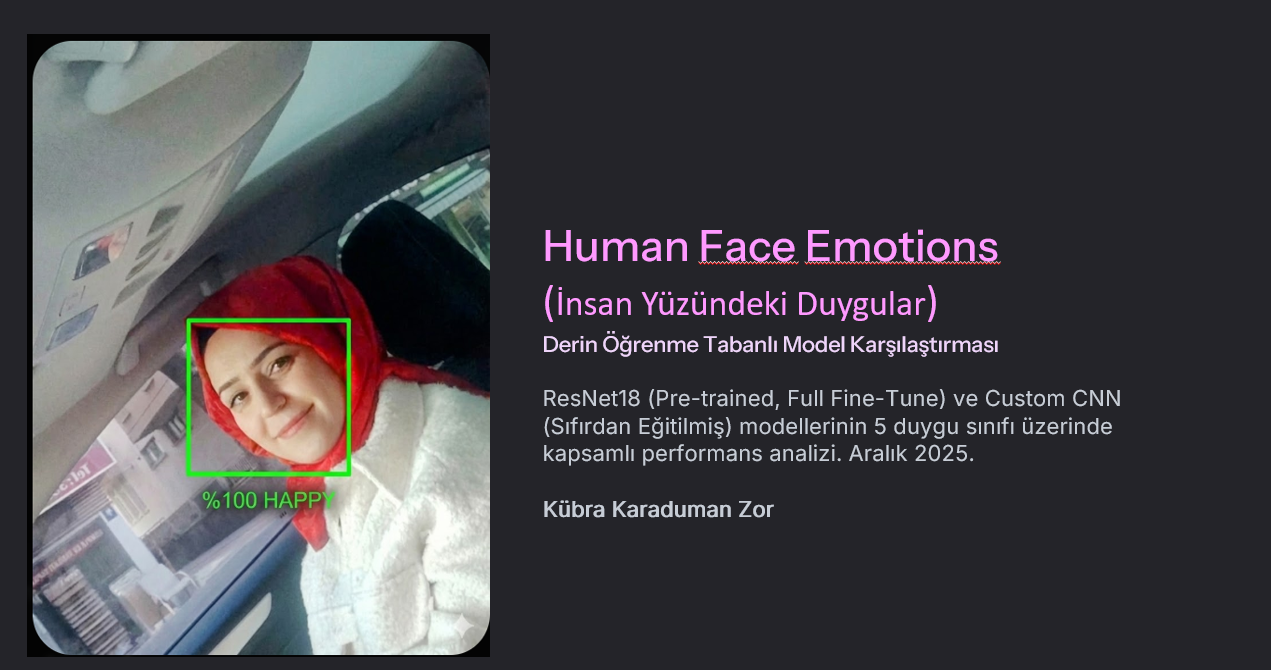 Human Face Emotions
(İnsan Yüzündeki Duygular)
Derin Öğrenme Tabanlı Model Karşılaştırması
ResNet18 (Pre-trained, Full Fine-Tune) ve Custom CNN
(Sıfırdan Eğitilmiş) modellerinin 5 duygu sınıfı üzerinde
kapsamlı performans analizi. Aralık 2025.
Kübra Karaduman Zor
%100 HAPPY